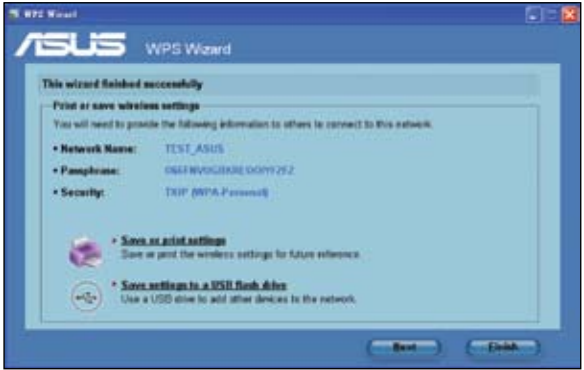 WPS Wizard
ASUS WPS Wizard
This wizard finished successfully
Print or save wireless settings
You will need to provide the following information to others to connect to this network.
• Network Name: TEST_ASUS
• Passphrase:
• Security: TKIP (WPA-Personal)
• Save or print settings
Save or print the wireless settings for future reference.
• Save settings to a USB flash drive
Use a USB drive to add other devices to the network.
Next
Finish